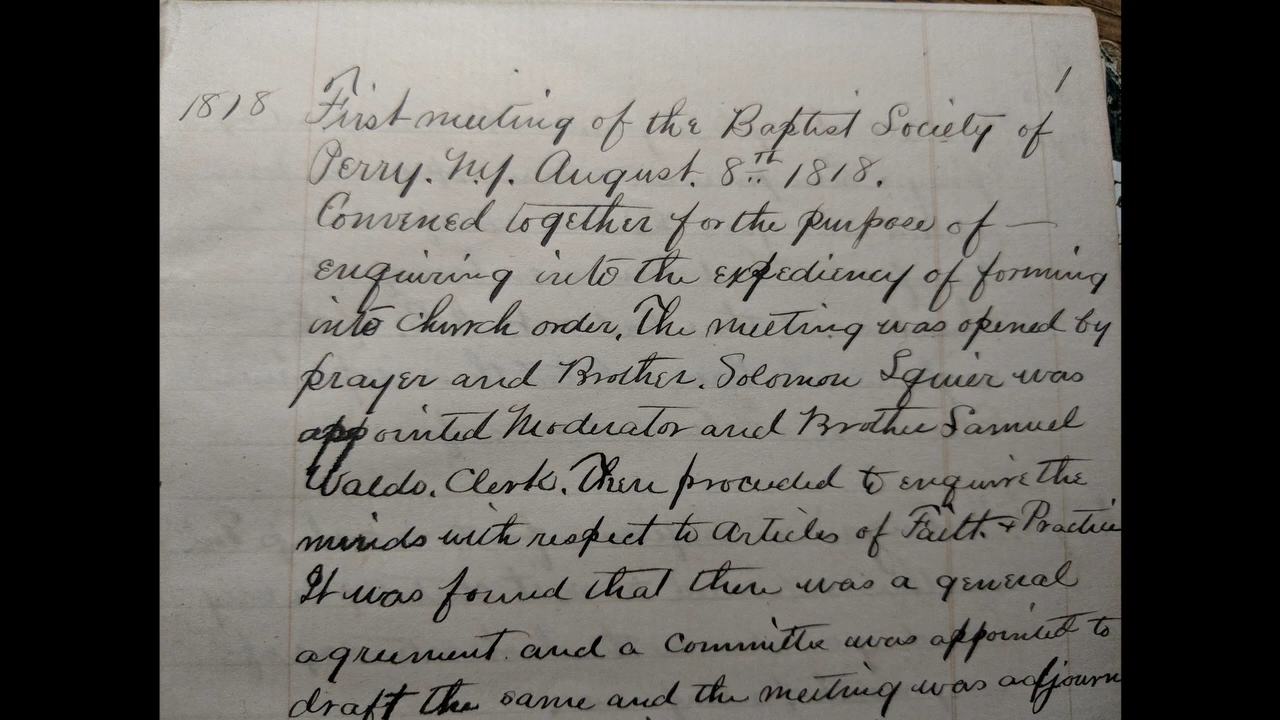 1
1818 First meeting of the Baptist Society of
Perry. N.Y. August. 8th 1818.
Convened together for the purpose of —
enquiring into the expediency of forming
into church order. The meeting was opened by
prayer and Brother. Solomon Squier was
appointed Moderator and Brother Samuel
Waldo. Clerk. Then proceeded to enquire the
minds with respect to Articles of Faith & Practice
It was found that there was a general
agreement. and a committee was appointed to
draft the same and the meeting was adjourn